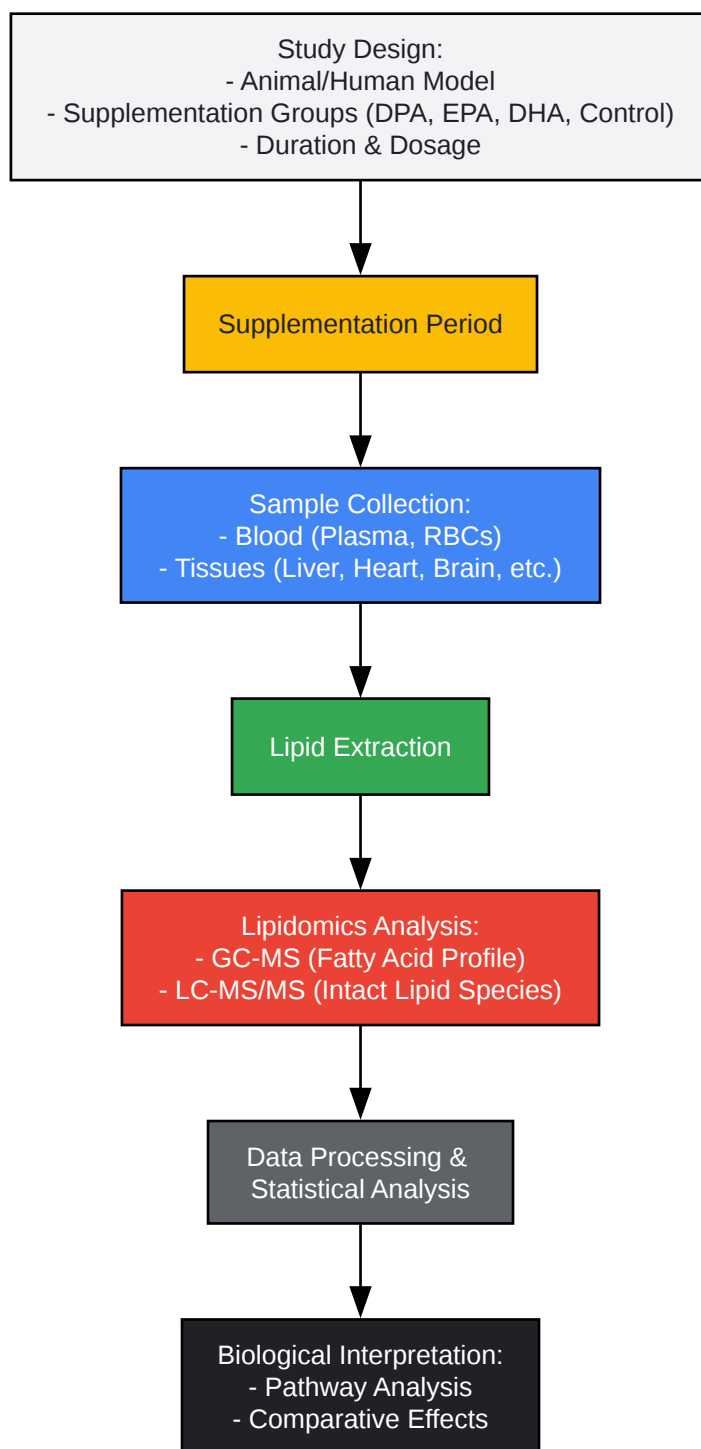 Study Design:
- Animal/Human Model
- Supplementation Groups (DPA, EPA, DHA, Control)
- Duration & Dosage
Supplementation Period
Sample Collection:
- Blood (Plasma, RBCs)
- Tissues (Liver, Heart, Brain, etc.)
Lipid Extraction
Lipidomics Analysis:
- GC-MS (Fatty Acid Profile)
- LC-MS/MS (Intact Lipid Species)
Data Processing &
Statistical Analysis
Biological Interpretation:
- Pathway Analysis
- Comparative Effects